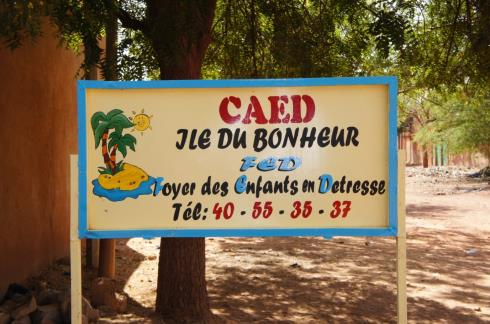 CAED
ILE DU BONHEUR
FED
Foyer des Enfants en Detresse
Tél: 40 - 55 - 35 - 37